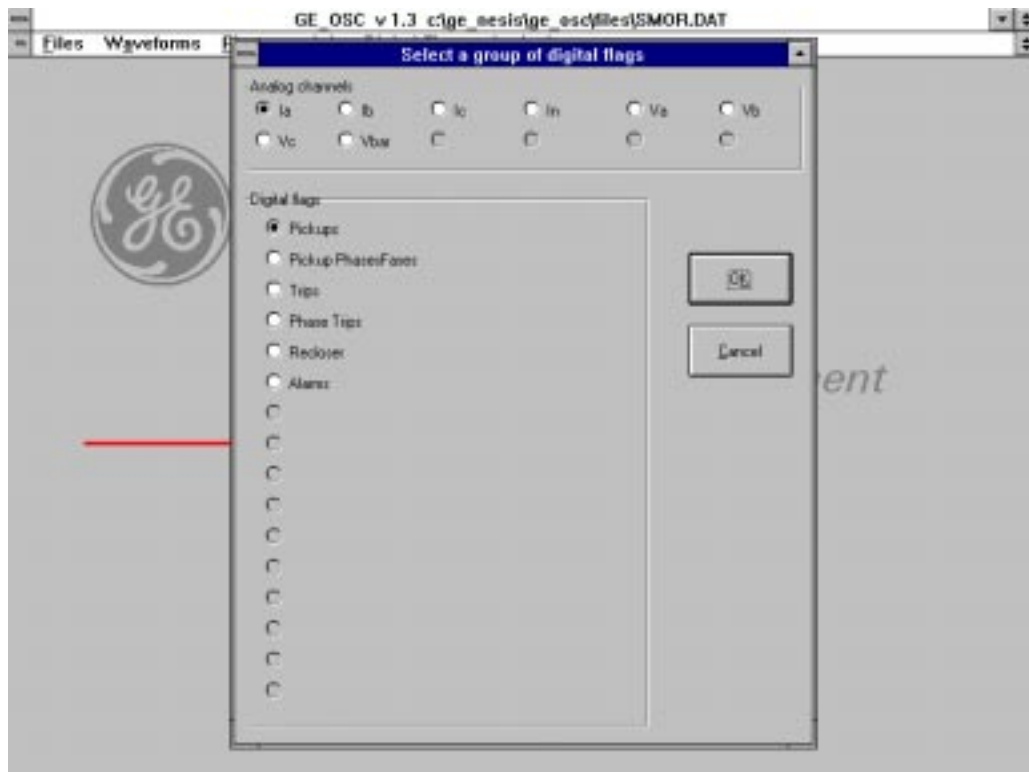 GE_OSC v 1.3 c:\ge_nesis\ge_osc\files\SMOR.DAT
Files Waveforms
Select a group of digital flags
Analog channels
Ia Ib Ic In Va Vb
Vc Vbar
Digital flags
Pickups
Pickup PhasesFases
Trips
Phase Trips
Recloser
Alarms
OK
Cancel
ent
GE